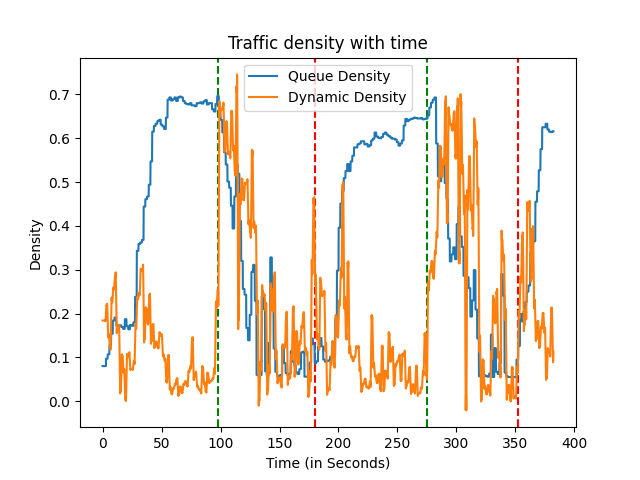 Traffic density with time
Queue Density
Dynamic Density
Density
0.7
0.6
0.5
0.4
0.3
0.2
0.1
0.0
0 50 100 150 200 250 300 350 400
Time (in Seconds)